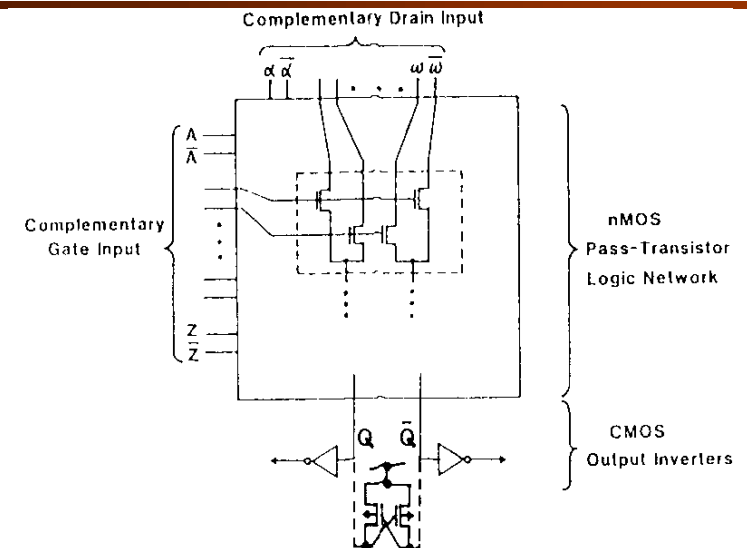 Complementary Drain Input
α ᾱ ω ω̄
A
Ā
Complementary
Gate Input
Z
Z̄
nMOS
Pass-Transistor
Logic Network
Q Q̄
CMOS
Output Inverters